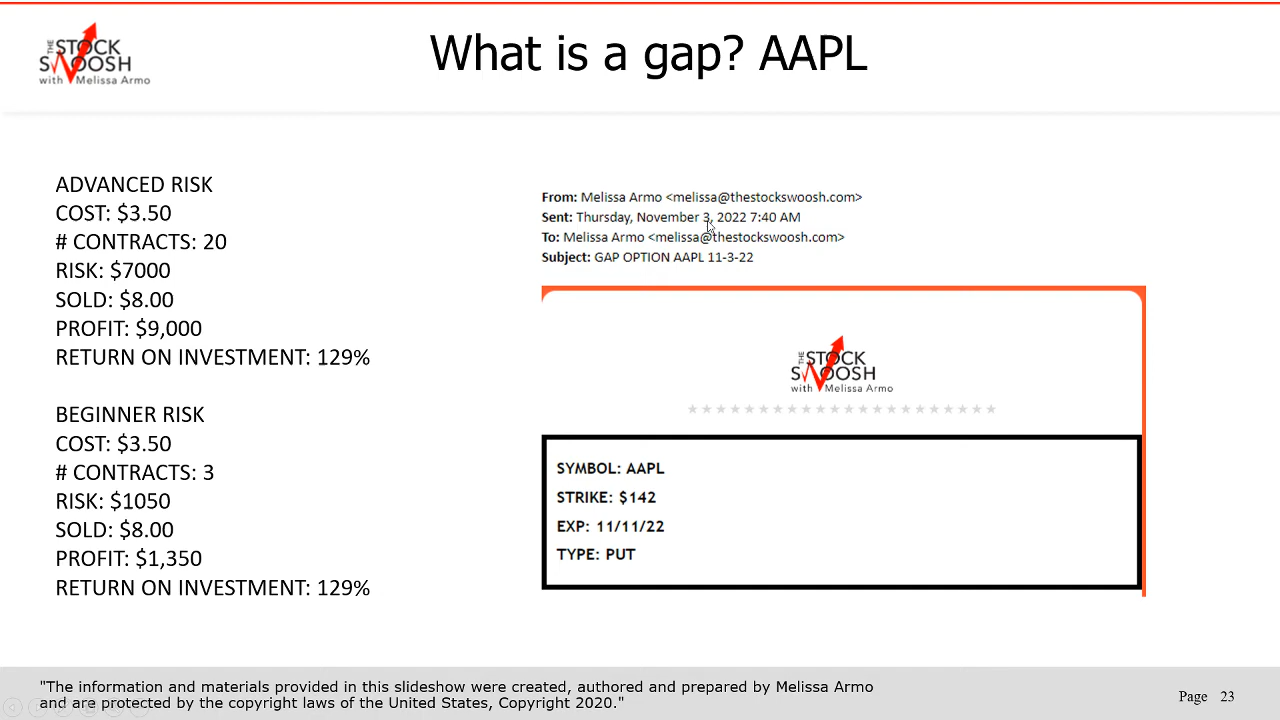 THE STOCK SWOOSH
with Melissa Armo
What is a gap? AAPL
ADVANCED RISK
COST: $3.50
# CONTRACTS: 20
RISK: $7000
SOLD: $8.00
PROFIT: $9,000
RETURN ON INVESTMENT: 129%
BEGINNER RISK
COST: $3.50
# CONTRACTS: 3
RISK: $1050
SOLD: $8.00
PROFIT: $1,350
RETURN ON INVESTMENT: 129%
From: Melissa Armo <melissa@thestockswoosh.com>
Sent: Thursday, November 3, 2022 7:40 AM
To: Melissa Armo <melissa@thestockswoosh.com>
Subject: GAP OPTION AAPL 11-3-22
THE STOCK
SWOOSH
with Melissa Armo
SYMBOL: AAPL
STRIKE: $142
EXP: 11/11/22
TYPE: PUT
"The information and materials provided in this slideshow were created, authored and prepared by Melissa Armo
and are protected by the copyright laws of the United States, Copyright 2020."
Page 23